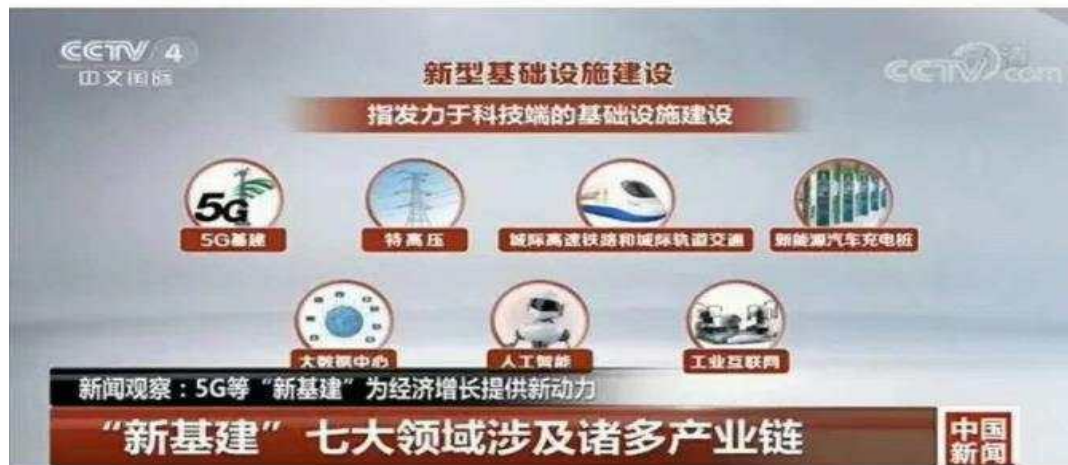 CCTV 4
中文国际
CCTV.com
新型基础设施建设
指发力于科技端的基础设施建设
5G
5G基建
特高压
城际高速铁路和城际轨道交通
新能源汽车充电桩
大数据中心
人工智能
工业互联网
新闻观察：5G等“新基建”为经济增长提供新动力
“新基建”七大领域涉及诸多产业链
中国
新闻